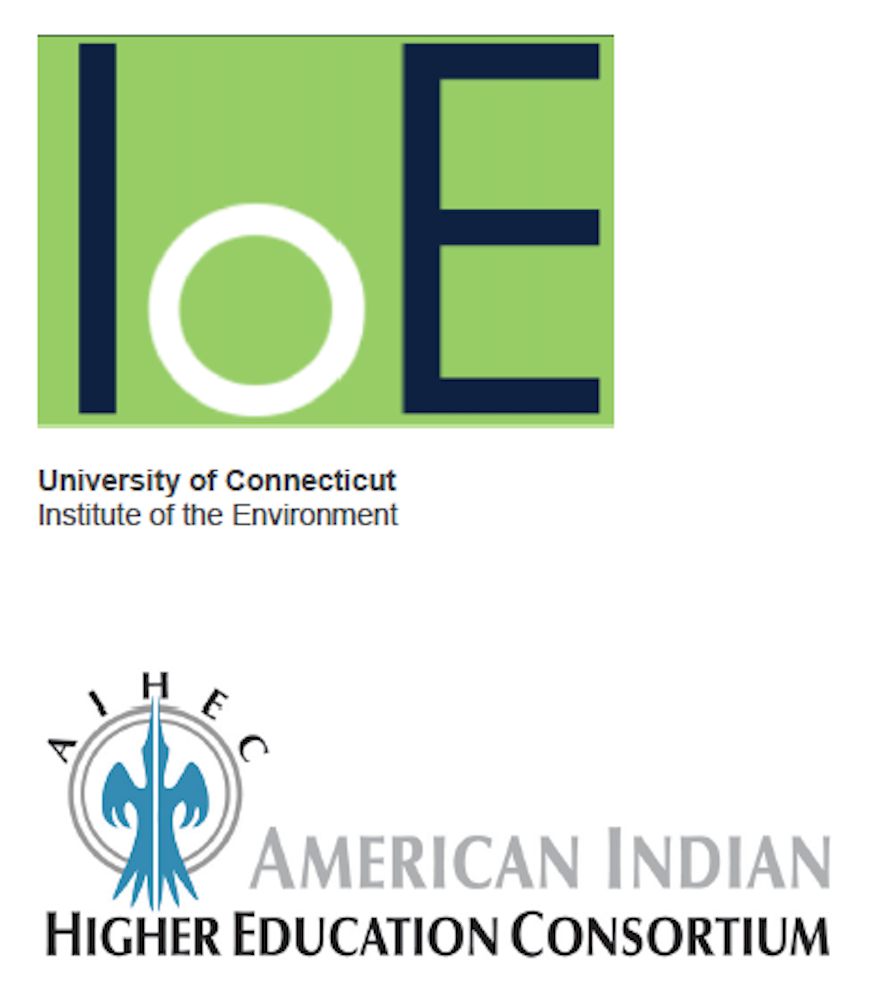 IoE
University of Connecticut
Institute of the Environment
AIHEC
AMERICAN INDIAN
HIGHER EDUCATION CONSORTIUM